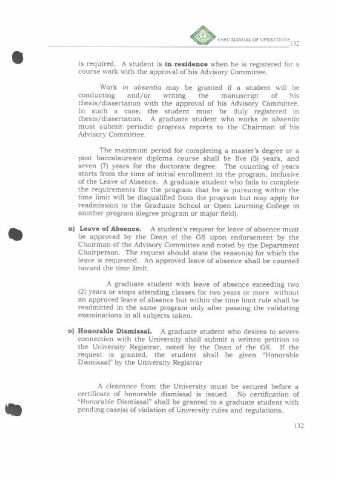 CvSU MANUAL OF OPERATIONS 132
is required. A student is in residence when he is registered for a
course work with the approval of his Advisory Committee.
Work in absentia may be granted if a student will be
conducting and/or writing the manuscript of his
thesis/dissertation with the approval of his Advisory Committee.
In such a case, the student must be duly registered in
thesis/dissertation. A graduate student who works in absentia
must submit periodic progress reports to the Chairman of his
Advisory Committee.
The maximum period for completing a master's degree or a
post baccalaureate diploma course shall be five (5) years, and
seven (7) years for the doctorate degree. The counting of years
starts from the time of initial enrollment in the program, inclusive
of the Leave of Absence. A graduate student who fails to complete
the requirements for the program that he is pursuing within the
time limit will be disqualified from the program but may apply for
readmission to the Graduate School or Open Learning College in
another program (degree program or major field).
n) Leave of Absence. A student's request for leave of absence must
be approved by the Dean of the GS upon endorsement by the
Chairman of the Advisory Committee and noted by the Department
Chairperson. The request should state the reason(s) for which the
leave is requested. An approved leave of absence shall be counted
toward the time limit.
A graduate student with leave of absence exceeding two
(2) years or stops attending classes for two years or more without
an approved leave of absence but within the time limit rule shall be
readmitted in the same program only after passing the validating
examinations in all subjects taken.
o) Honorable Dismissal. A graduate student who desires to severe
connection with the University shall submit a written petition to
the University Registrar, noted by the Dean of the GS. If the
request is granted, the student shall be given "Honorable
Dismissal" by the University Registrar
A clearance from the University must be secured before a
certificate of honorable dismissal is issued. No certification of
"Honorable Dismissal" shall be granted to a graduate student with
pending case(s) of violation of University rules and regulations.
132